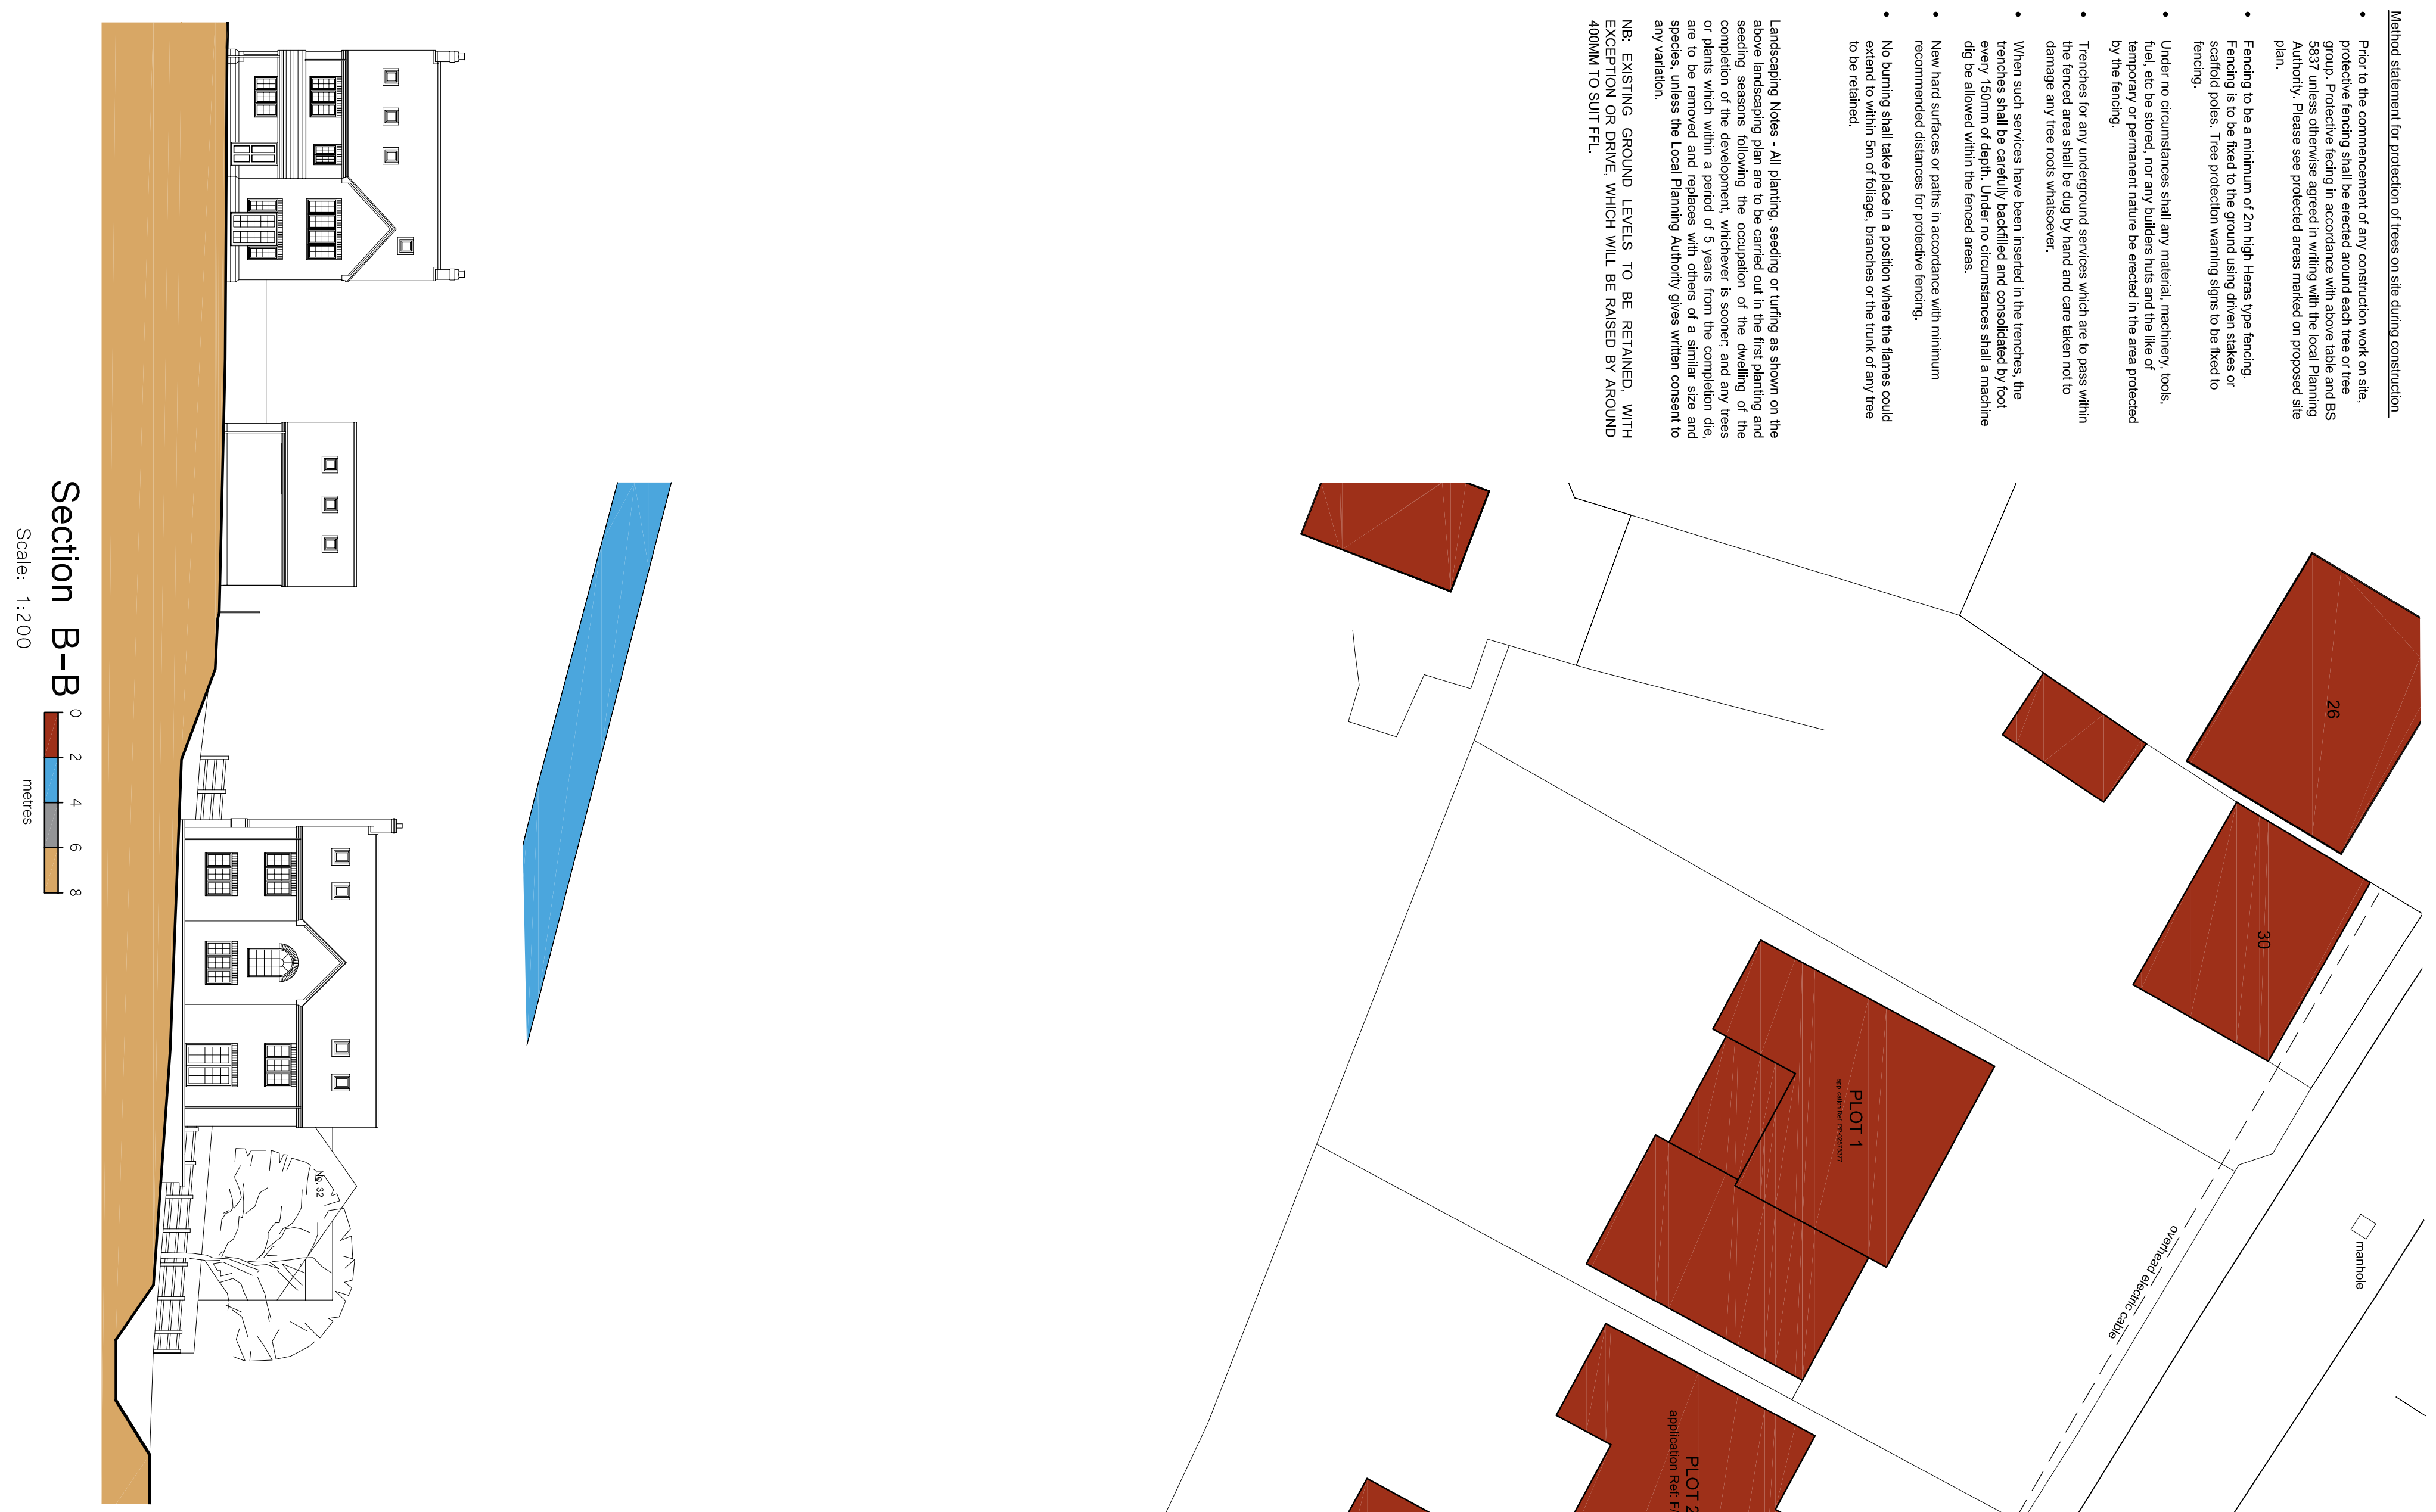 Method statement for protection of trees on site during construction
• Prior to the commencement of any construction work on site,
protective fencing shall be erected around each tree or tree
group. Protective fecing in accordance with above table and BS
5837 unless otherwise agreed in writing with the local Planning
Authority. Please see protected areas marked on proposed site
plan.
• Fencing to be a minimum of 2m high Heras type fencing.
Fencing is to be fixed to the ground using driven stakes or
scaffold poles. Tree protection warning signs to be fixed to
fencing.
• Under no circumstances shall any material, machinery, tools,
fuel, etc be stored, nor any builders huts and the like of
temporary or permanent nature be erected in the area protected
by the fencing.
• Trenches for any underground services which are to pass within
the fenced area shall be dug by hand and care taken not to
damage any tree roots whatsoever.
• When such services have been inserted in the trenches, the
trenches shall be carefully backfilled and consolidated by foot
every 150mm of depth. Under no circumstances shall a machine
dig be allowed within the fenced areas.
• New hard surfaces or paths in accordance with minimum
recommended distances for protective fencing.
• No burning shall take place in a position where the flames could
extend to within 5m of foliage, branches or the trunk of any tree
to be retained.
Landscaping Notes - All planting, seeding or turfing as shown on the
above landscaping plan are to be carried out in the first planting and
seeding seasons following the occupation of the dwelling of the
completion of the development, whichever is sooner; and any trees
or plants which within a period of 5 years from the completion die,
are to be removed and replaces with others of a similar size and
species, unless the Local Planning Authority gives written consent to
any variation.
NB: EXISTING GROUND LEVELS TO BE RETAINED, WITH
EXCEPTION OR DRIVE, WHICH WILL BE RAISED BY AROUND
400MM TO SUIT FFL.
26
30
manhole
overhead electric cable
PLOT 1
PLOT 2
application Ref: F/
No. 32
Section B-B
Scale: 1:200
0 2 4 6 8
metres